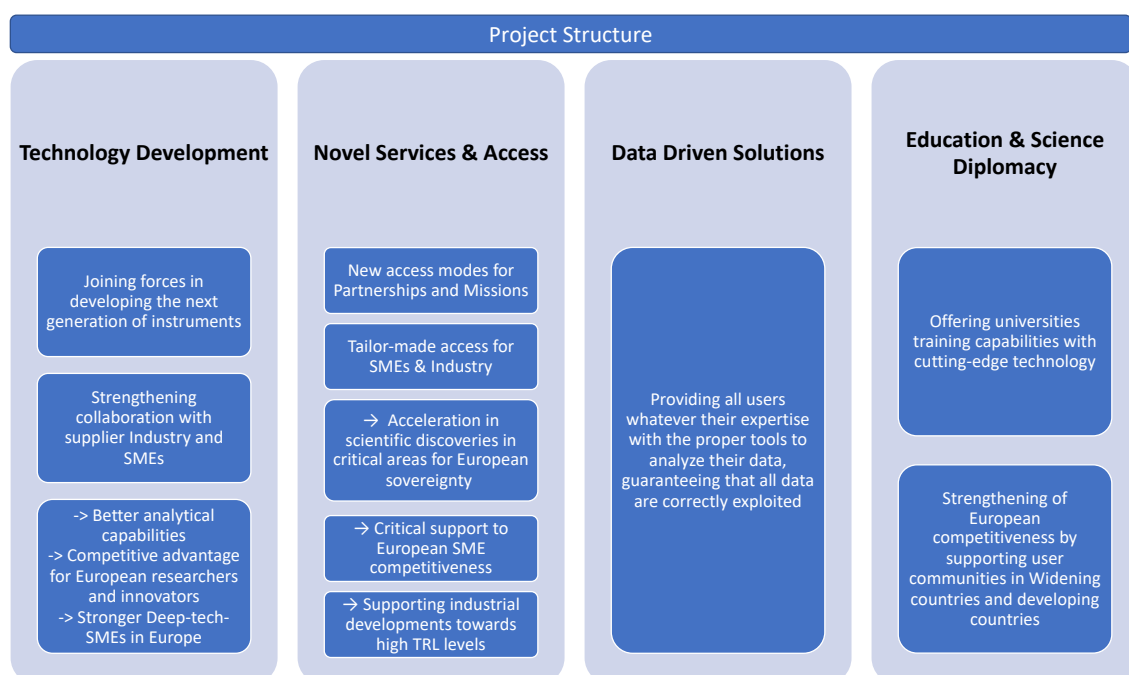 Project Structure
Technology Development
Joining forces in
developing the next
generation of instruments
Strengthening
collaboration with
supplier Industry and
SMEs
-> Better analytical
capabilities
-> Competitive advantage
for European researchers
and innovators
-> Stronger Deep-tech-
SMEs in Europe
Novel Services & Access
New access modes for
Partnerships and Missions
Tailor-made access for
SMEs & Industry
→ Acceleration in
scientific discoveries in
critical areas for European
sovereignty
→ Critical support to
European SME
competitiveness
→ Supporting industrial
developments towards
high TRL levels
Data Driven Solutions
Providing all users
whatever their expertise
with the proper tools to
analyze their data,
guaranteeing that all data
are correctly exploited
Education & Science
Diplomacy
Offering universities
training capabilities with
cutting-edge technology
Strengthening of
European
competitiveness by
supporting user
communities in Widening
countries and developing
countries